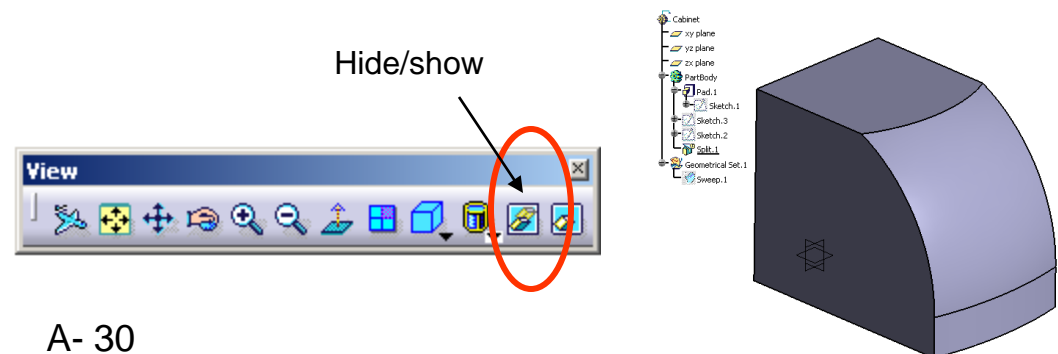 Hide/show
View
Cabinet
xy plane
yz plane
zx plane
PartBody
Pad.1
Sketch.1
Sketch.3
Sketch.2
Split.1
Geometrical Set.1
Sweep.1
A- 30